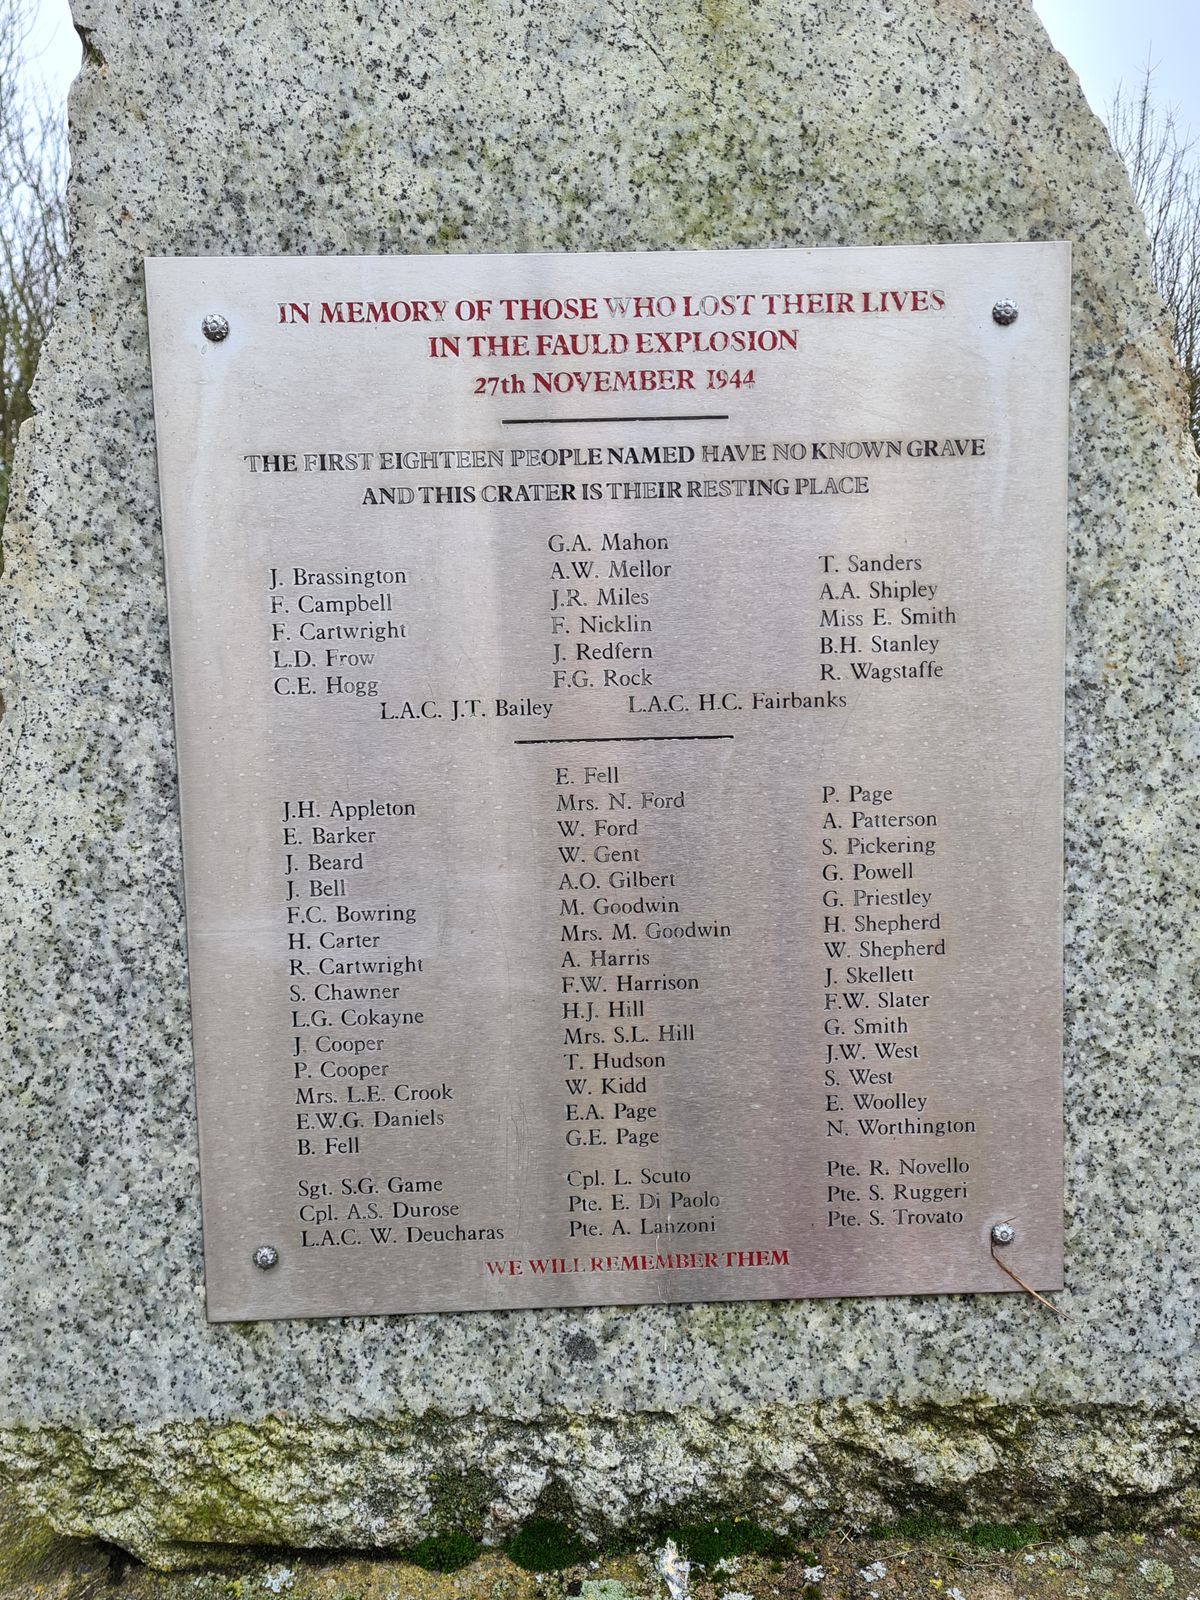 IN MEMORY OF THOSE WHO LOST THEIR LIVES
IN THE FAULD EXPLOSION
27th NOVEMBER 1944
THE FIRST EIGHTEEN PEOPLE NAMED HAVE NO KNOWN GRAVE
AND THIS CRATER IS THEIR RESTING PLACE
J. Brassington
F. Campbell
F. Cartwright
L.D. Frow
C.E. Hogg
G.A. Mahon
A.W. Mellor
J.R. Miles
F. Nicklin
J. Redfern
F.G. Rock
T. Sanders
A.A. Shipley
Miss E. Smith
B.H. Stanley
R. Wagstaffe
L.A.C. J.T. Bailey L.A.C. H.C. Fairbanks
J.H. Appleton
E. Barker
J. Beard
J. Bell
F.C. Bowring
H. Carter
R. Cartwright
S. Chawner
L.G. Cokayne
J. Cooper
P. Cooper
Mrs. L.E. Crook
E.W.G. Daniels
B. Fell
E. Fell
Mrs. N. Ford
W. Ford
W. Gent
A.O. Gilbert
M. Goodwin
Mrs. M. Goodwin
A. Harris
F.W. Harrison
H.J. Hill
Mrs. S.L. Hill
T. Hudson
W. Kidd
E.A. Page
G.E. Page
P. Page
A. Patterson
S. Pickering
G. Powell
G. Priestley
H. Shepherd
W. Shepherd
J. Skellett
F.W. Slater
G. Smith
J.W. West
S. West
E. Woolley
N. Worthington
Sgt. S.G. Game
Cpl. A.S. Durose
L.A.C. W. Deucharas
Cpl. L. Scuto
Pte. E. Di Paolo
Pte. A. Lanzoni
Pte. R. Novello
Pte. S. Ruggeri
Pte. S. Trovato
WE WILL REMEMBER THEM